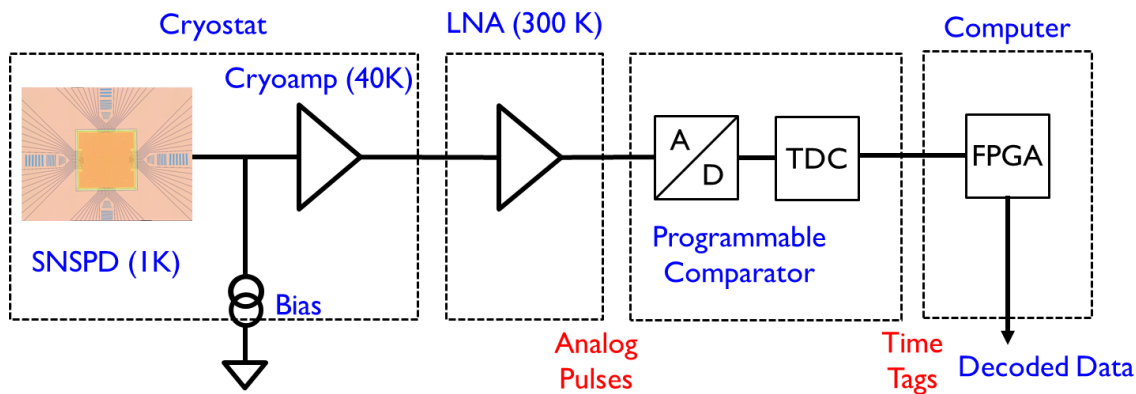 Cryostat
LNA (300 K)
Computer
Cryoamp (40K)
A
D
TDC
FPGA
SNSPD (1K)
Programmable
Comparator
Bias
Analog
Pulses
Time
Tags
Decoded Data